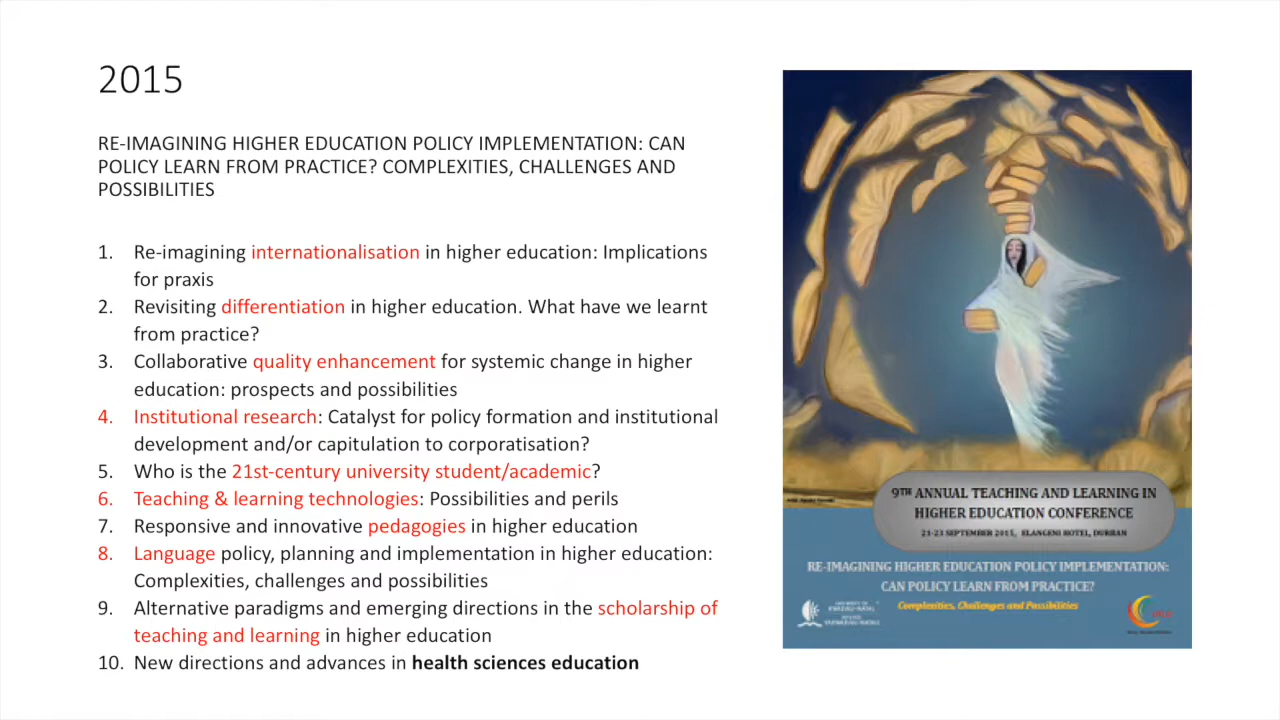 2015
RE-IMAGINING HIGHER EDUCATION POLICY IMPLEMENTATION: CAN
POLICY LEARN FROM PRACTICE? COMPLEXITIES, CHALLENGES AND
POSSIBILITIES
1. Re-imagining internationalisation in higher education: Implications
for praxis
2. Revisiting differentiation in higher education. What have we learnt
from practice?
3. Collaborative quality enhancement for systemic change in higher
education: prospects and possibilities
4. Institutional research: Catalyst for policy formation and institutional
development and/or capitulation to corporatisation?
5. Who is the 21st-century university student/academic?
6. Teaching & learning technologies: Possibilities and perils
7. Responsive and innovative pedagogies in higher education
8. Language policy, planning and implementation in higher education:
Complexities, challenges and possibilities
9. Alternative paradigms and emerging directions in the scholarship of
teaching and learning in higher education
10. New directions and advances in health sciences education
9TH ANNUAL TEACHING AND LEARNING IN
HIGHER EDUCATION CONFERENCE
21-23 SEPTEMBER 2015, ELANGENI HOTEL, DURBAN
RE-IMAGINING HIGHER EDUCATION POLICY IMPLEMENTATION:
CAN POLICY LEARN FROM PRACTICE?
Complexities, Challenges and Possibilities
UNIVERSITY OF
KWAZULU-NATAL